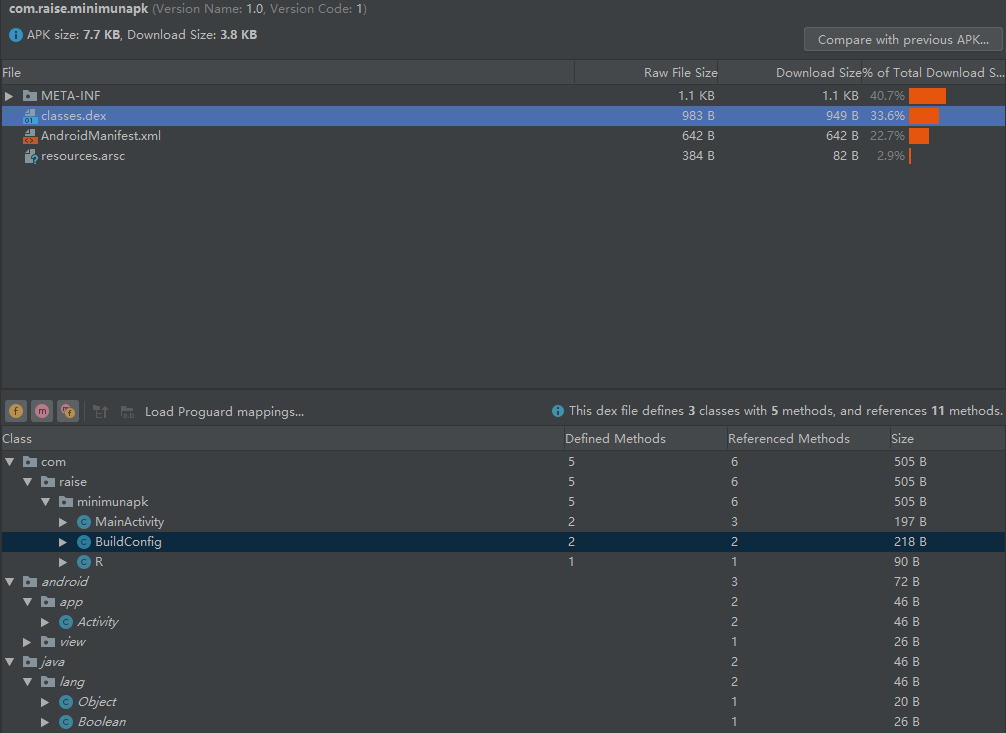 com.raise.minimunapk (Version Name: 1.0, Version Code: 1)
APK size: 7.7 KB, Download Size: 3.8 KB
Compare with previous APK...
File Raw File Size Download Size % of Total Download S...
META-INF 1.1 KB 1.1 KB 40.7%
classes.dex 983 B 949 B 33.6%
AndroidManifest.xml 642 B 642 B 22.7%
resources.arsc 384 B 82 B 2.9%
f m m f Load Proguard mappings... This dex file defines 3 classes with 5 methods, and references 11 methods.
Class Defined Methods Referenced Methods Size
com 5 6 505 B
raise 5 6 505 B
minimunapk 5 6 505 B
C MainActivity 2 3 197 B
C BuildConfig 2 2 218 B
C R 1 1 90 B
android 3 72 B
app 2 46 B
C Activity 2 46 B
view 1 26 B
java 2 46 B
lang 2 46 B
C Object 1 20 B
C Boolean 1 26 B